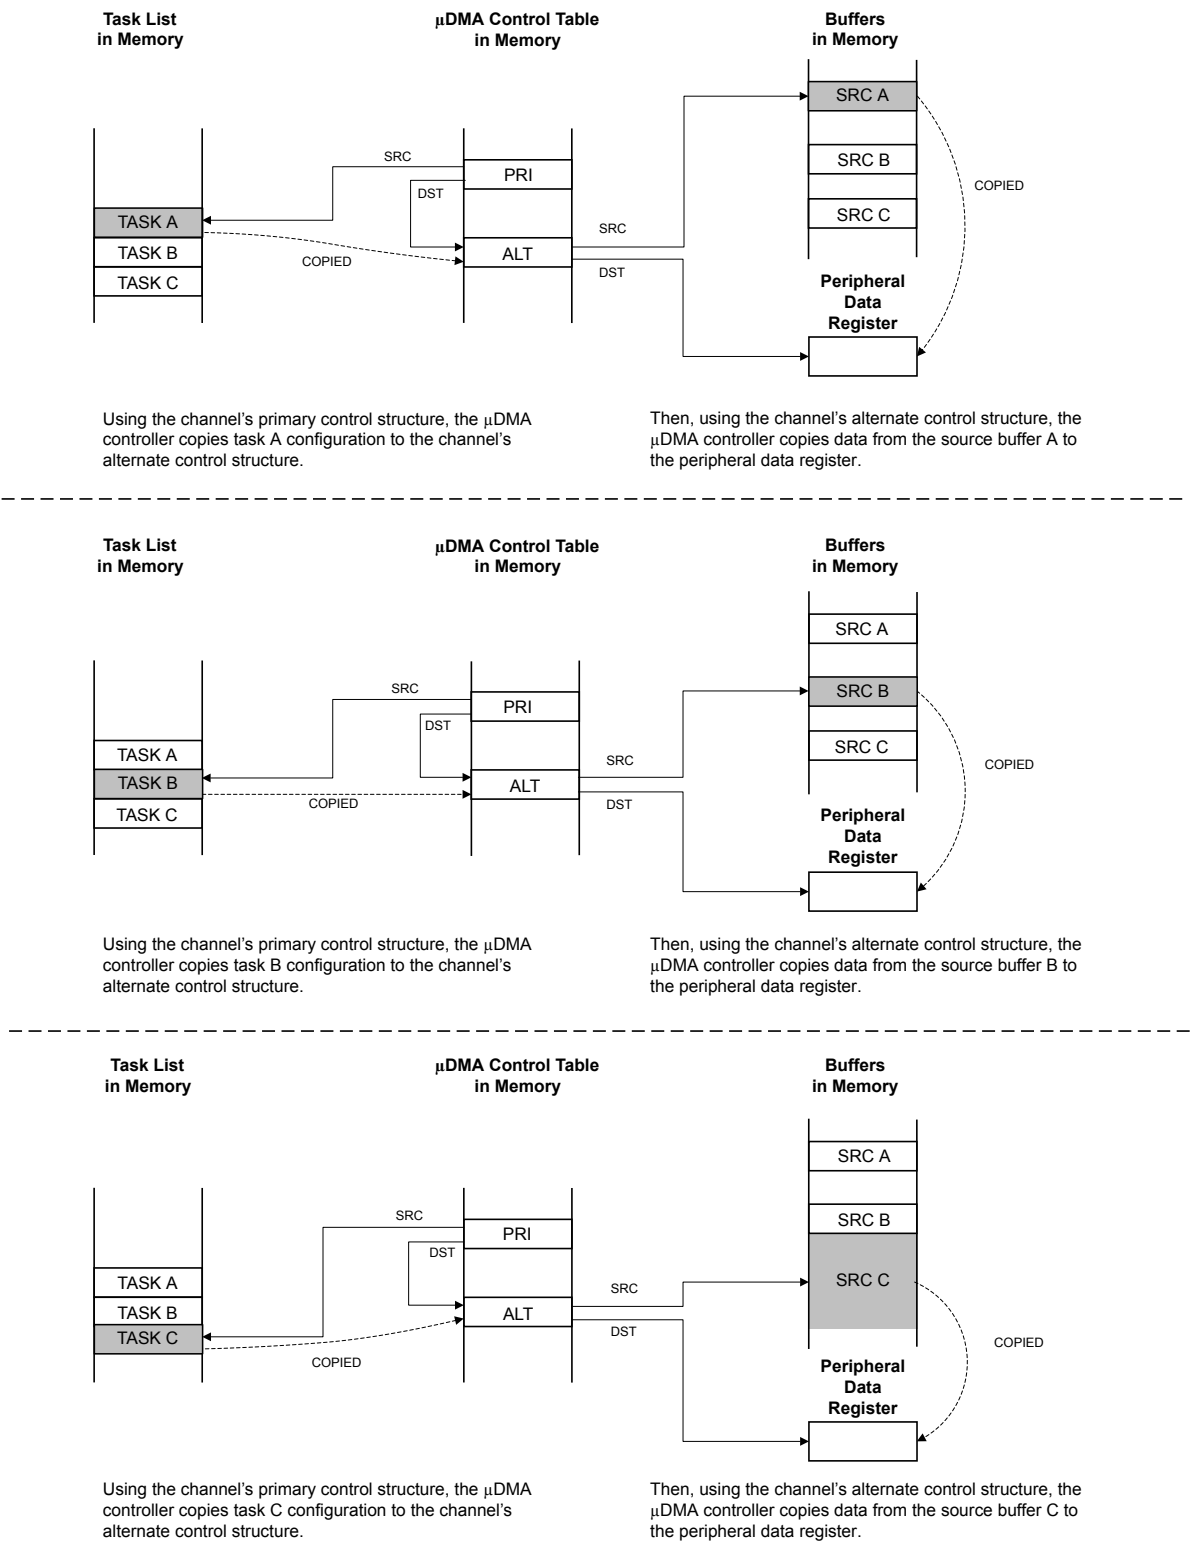 Task List
in Memory
μDMA Control Table
in Memory
Buffers
in Memory
SRC A
SRC B
SRC C
COPIED
SRC
PRI
DST
TASK A
TASK B
TASK C
COPIED
ALT
SRC
DST
Peripheral
Data
Register
Using the channel's primary control structure, the μDMA
controller copies task A configuration to the channel's
alternate control structure.
Then, using the channel's alternate control structure, the
μDMA controller copies data from the source buffer A to
the peripheral data register.
Task List
in Memory
μDMA Control Table
in Memory
Buffers
in Memory
SRC A
SRC B
SRC C
COPIED
SRC
PRI
DST
TASK A
TASK B
TASK C
COPIED
ALT
SRC
DST
Peripheral
Data
Register
Using the channel's primary control structure, the μDMA
controller copies task B configuration to the channel's
alternate control structure.
Then, using the channel's alternate control structure, the
μDMA controller copies data from the source buffer B to
the peripheral data register.
Task List
in Memory
μDMA Control Table
in Memory
Buffers
in Memory
SRC A
SRC B
SRC C
COPIED
SRC
PRI
DST
TASK A
TASK B
TASK C
COPIED
ALT
SRC
DST
Peripheral
Data
Register
Using the channel's primary control structure, the μDMA
controller copies task C configuration to the channel's
alternate control structure.
Then, using the channel's alternate control structure, the
μDMA controller copies data from the source buffer C to
the peripheral data register.